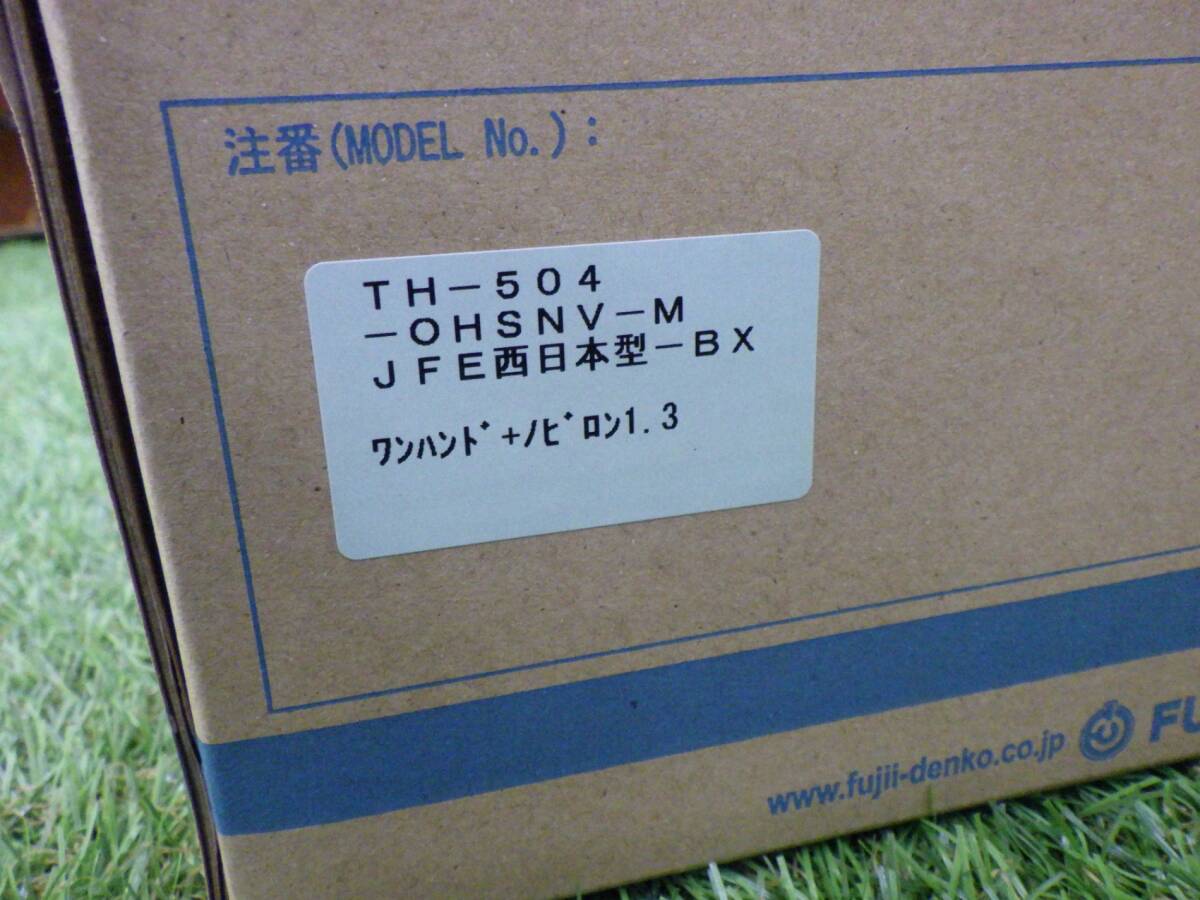 注番(MODEL No.):
TH-504
-OHSNV-M
JFE西日本型-BX
ﾜﾝﾊﾝﾄﾞ+ﾉﾋﾞﾛﾝ1.3
www.fujii-denko.co.jp FU